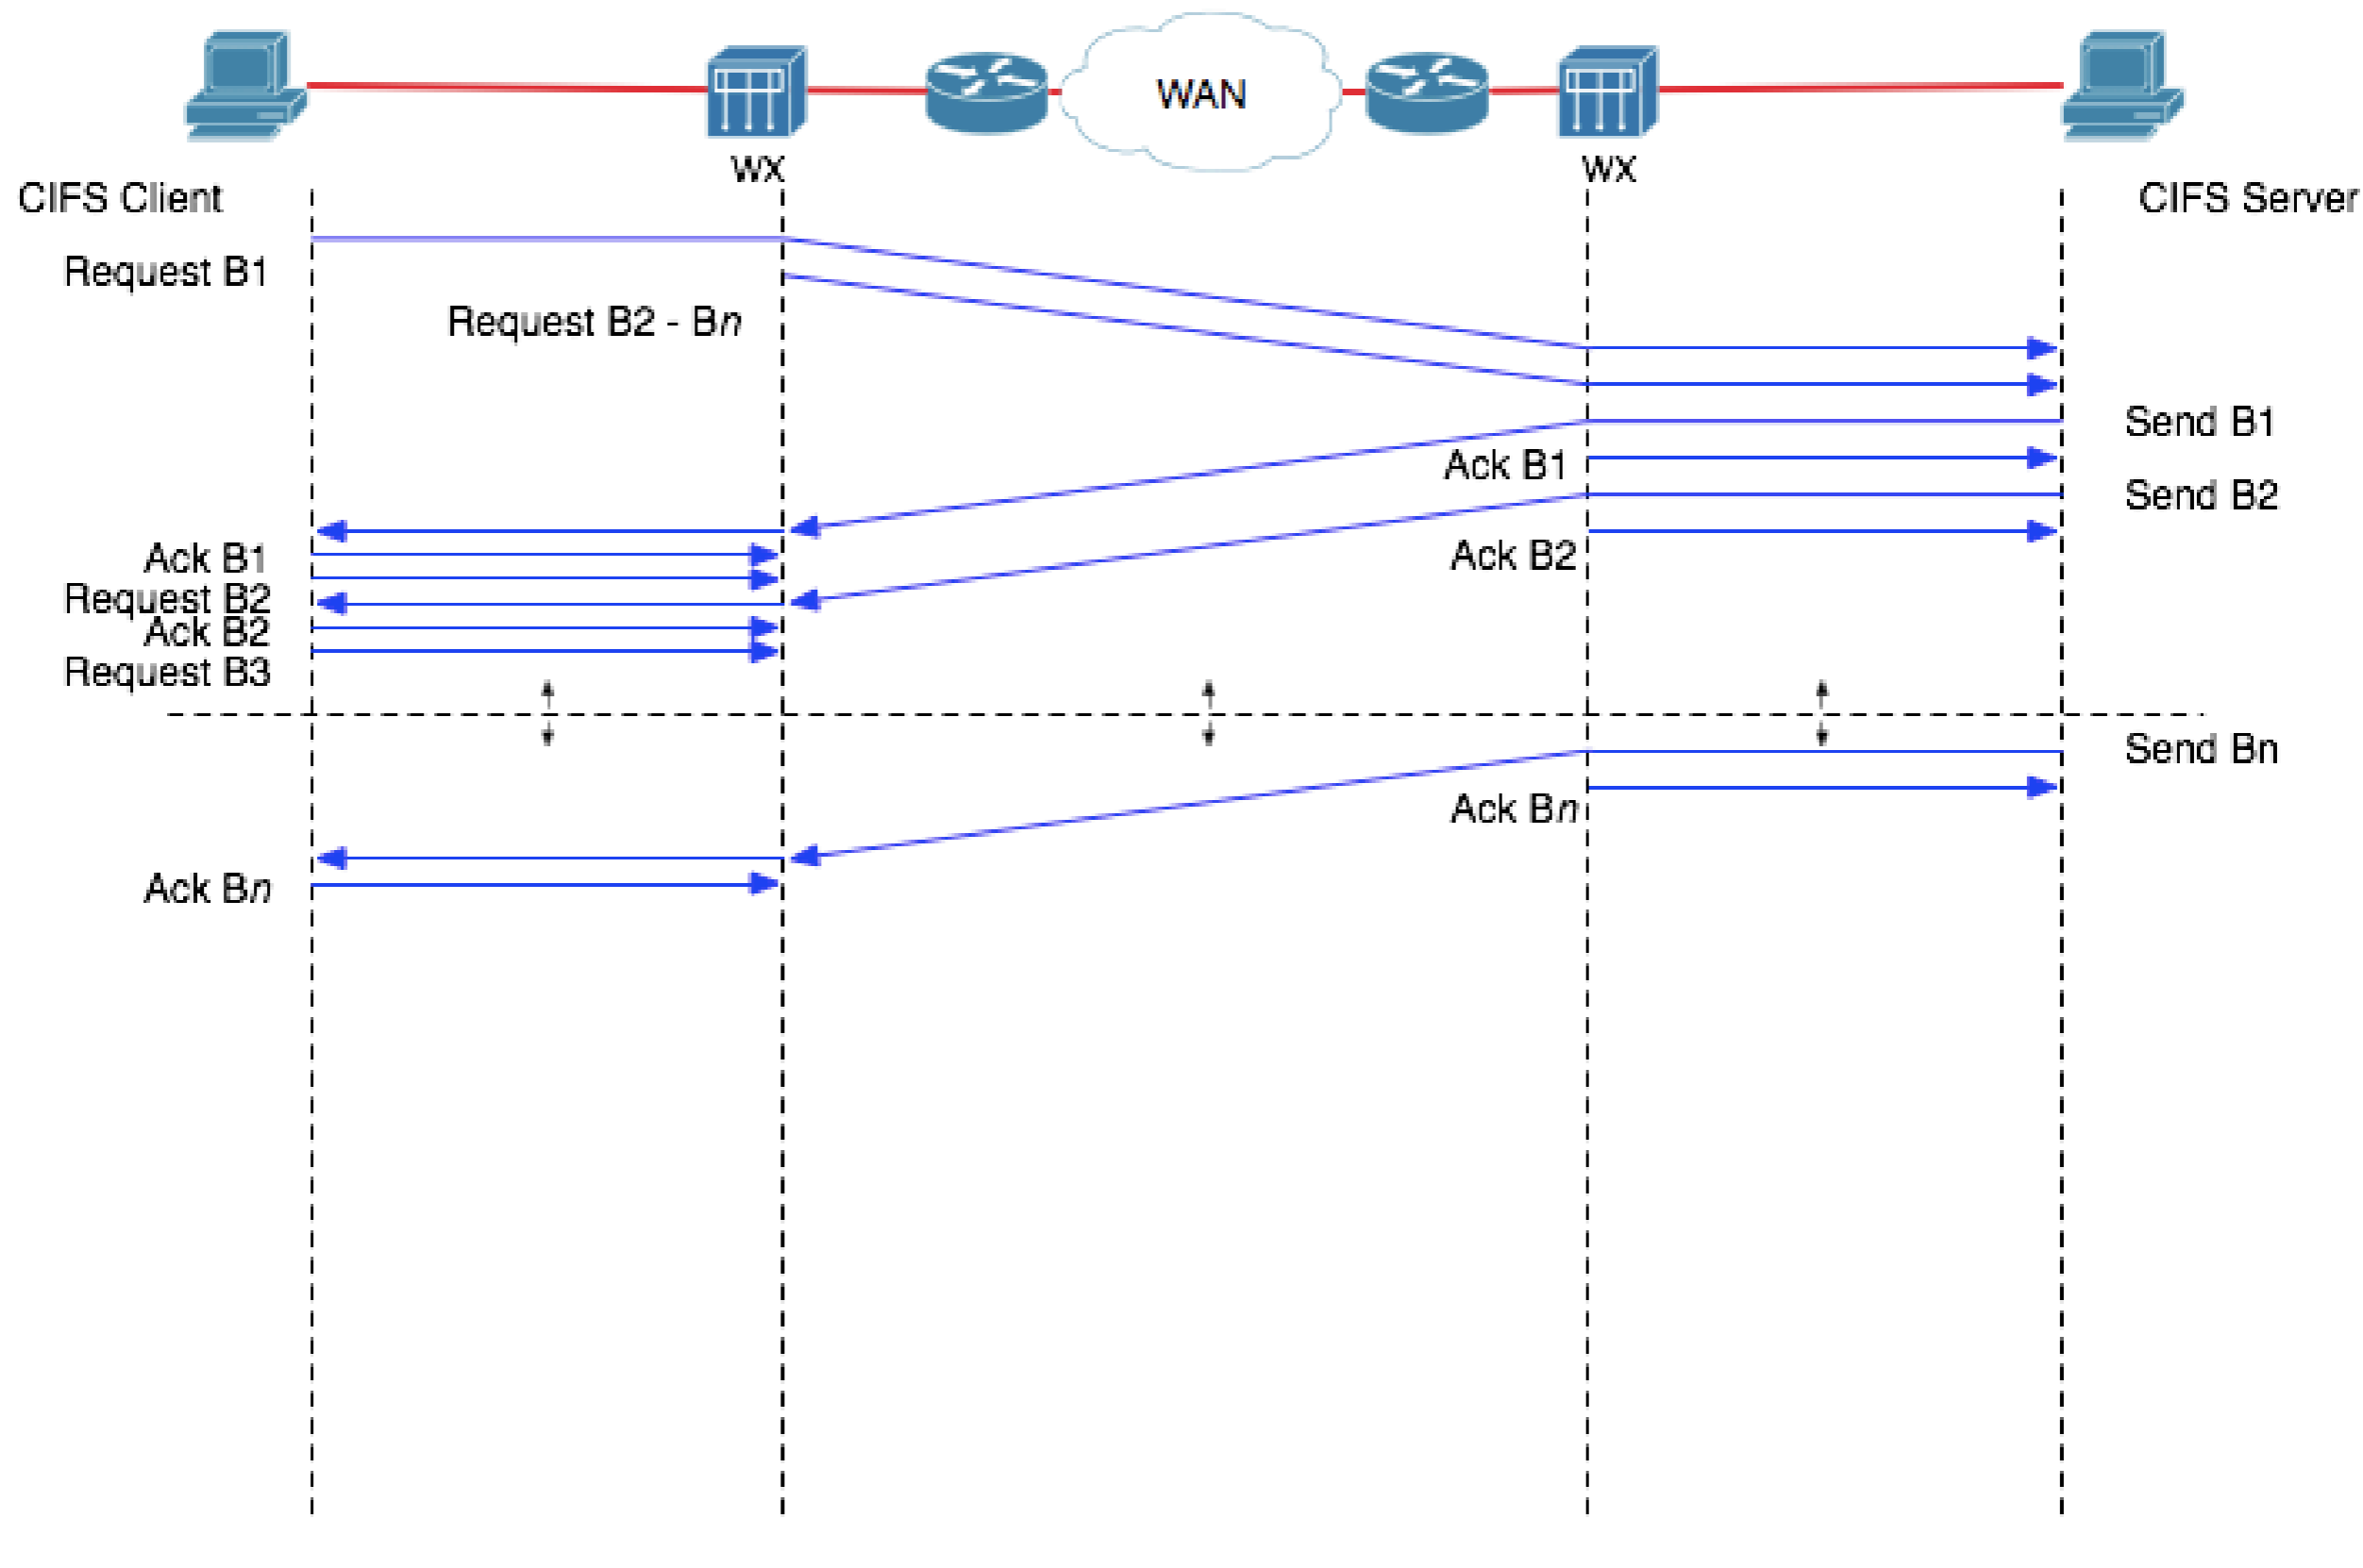 WAN
WX
WX
CIFS Client
CIFS Server
Request B1
Request B2 - Bn
Send B1
Ack B1
Send B2
Ack B1
Ack B2
Request B2
Ack B2
Request B3
Send Bn
Ack Bn
Ack Bn